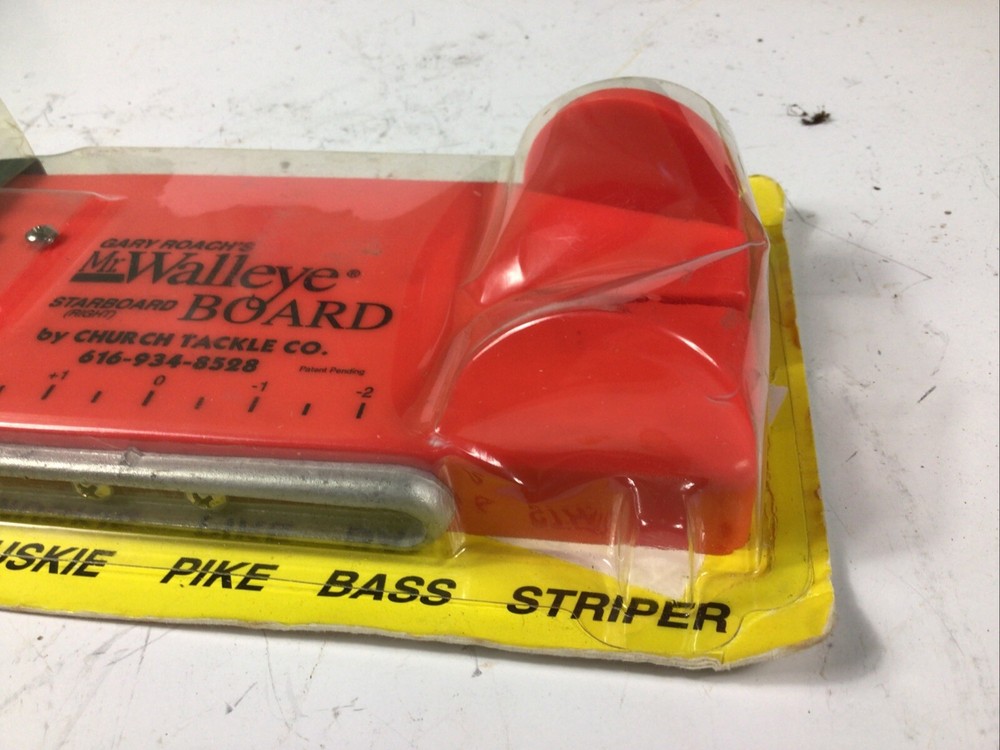 GARY ROACH'S
Mr. Walleye®
STARBOARD BOARD
(RIGHT)
by CHURCH TACKLE CO.
616-934-8528
Patent Pending
+1 0 -1 -2
USKIE PIKE BASS STRIPER